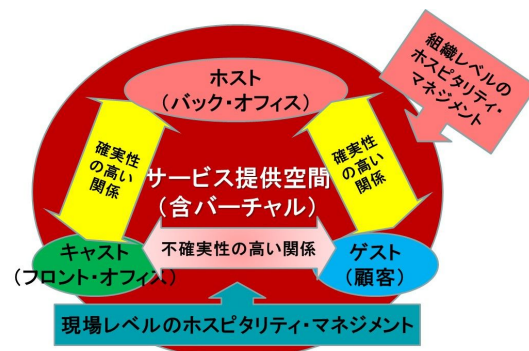 組織レベルの
ホスピタリティ・
マネジメント
ホスト
(バック・オフィス)
確実性
の高い
関係
確実性
の高い
関係
サービス提供空間
(含バーチャル)
キャスト
(フロント・オフィス)
不確実性の高い関係
ゲスト
(顧客)
現場レベルのホスピタリティ・マネジメント